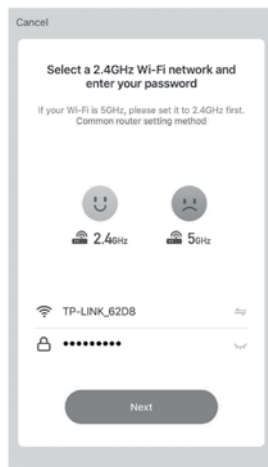 Cancel
Select a 2.4GHz Wi-Fi network and
enter your password
If your Wi-Fi is 5GHz, please set it to 2.4GHz first.
Common router setting method
2.4GHz
5GHz
TP-LINK_62D8
•••••••••
Next